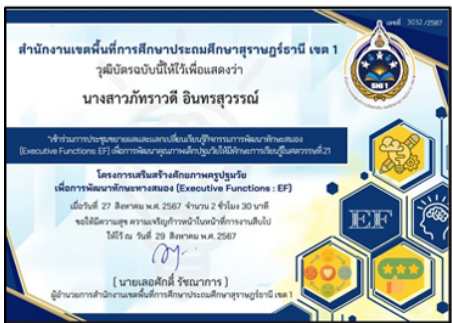 เลขที่ 3032/2567
สำนักงานเขตพื้นที่การศึกษาประถมศึกษาสุราษฎร์ธานี เขต 1
วุฒิบัตรฉบับนี้ให้ไว้เพื่อแสดงว่า
นางสาวภัทราวดี อินทรสุวรรณ์
"เข้าร่วมการประชุมขยายผลและแลกเปลี่ยนเรียนรู้กิจกรรมการพัฒนาทักษะสมอง
(Executive Functions: EF) เพื่อการพัฒนาคุณภาพเด็กปฐมวัยให้มีทักษะการเรียนรู้ในศตวรรษที่ 21
โครงการเสริมสร้างศักยภาพครูปฐมวัย
เพื่อการพัฒนาทักษะทางสมอง (Executive Functions : EF)
เมื่อวันที่ 27 สิงหาคม พ.ศ. 2567 จำนวน 2 ชั่วโมง 30 นาที
ขอให้มีความสุข ความเจริญก้าวหน้าในหน้าที่การงานสืบไป
ให้ไว้ ณ วันที่ 29 สิงหาคม พ.ศ. 2567
( นายเลอศักดิ์ รัชณาการ )
ผู้อำนวยการสำนักงานเขตพื้นที่การศึกษาประถมศึกษาสุราษฎร์ธานี เขต 1
SNI 1
EF